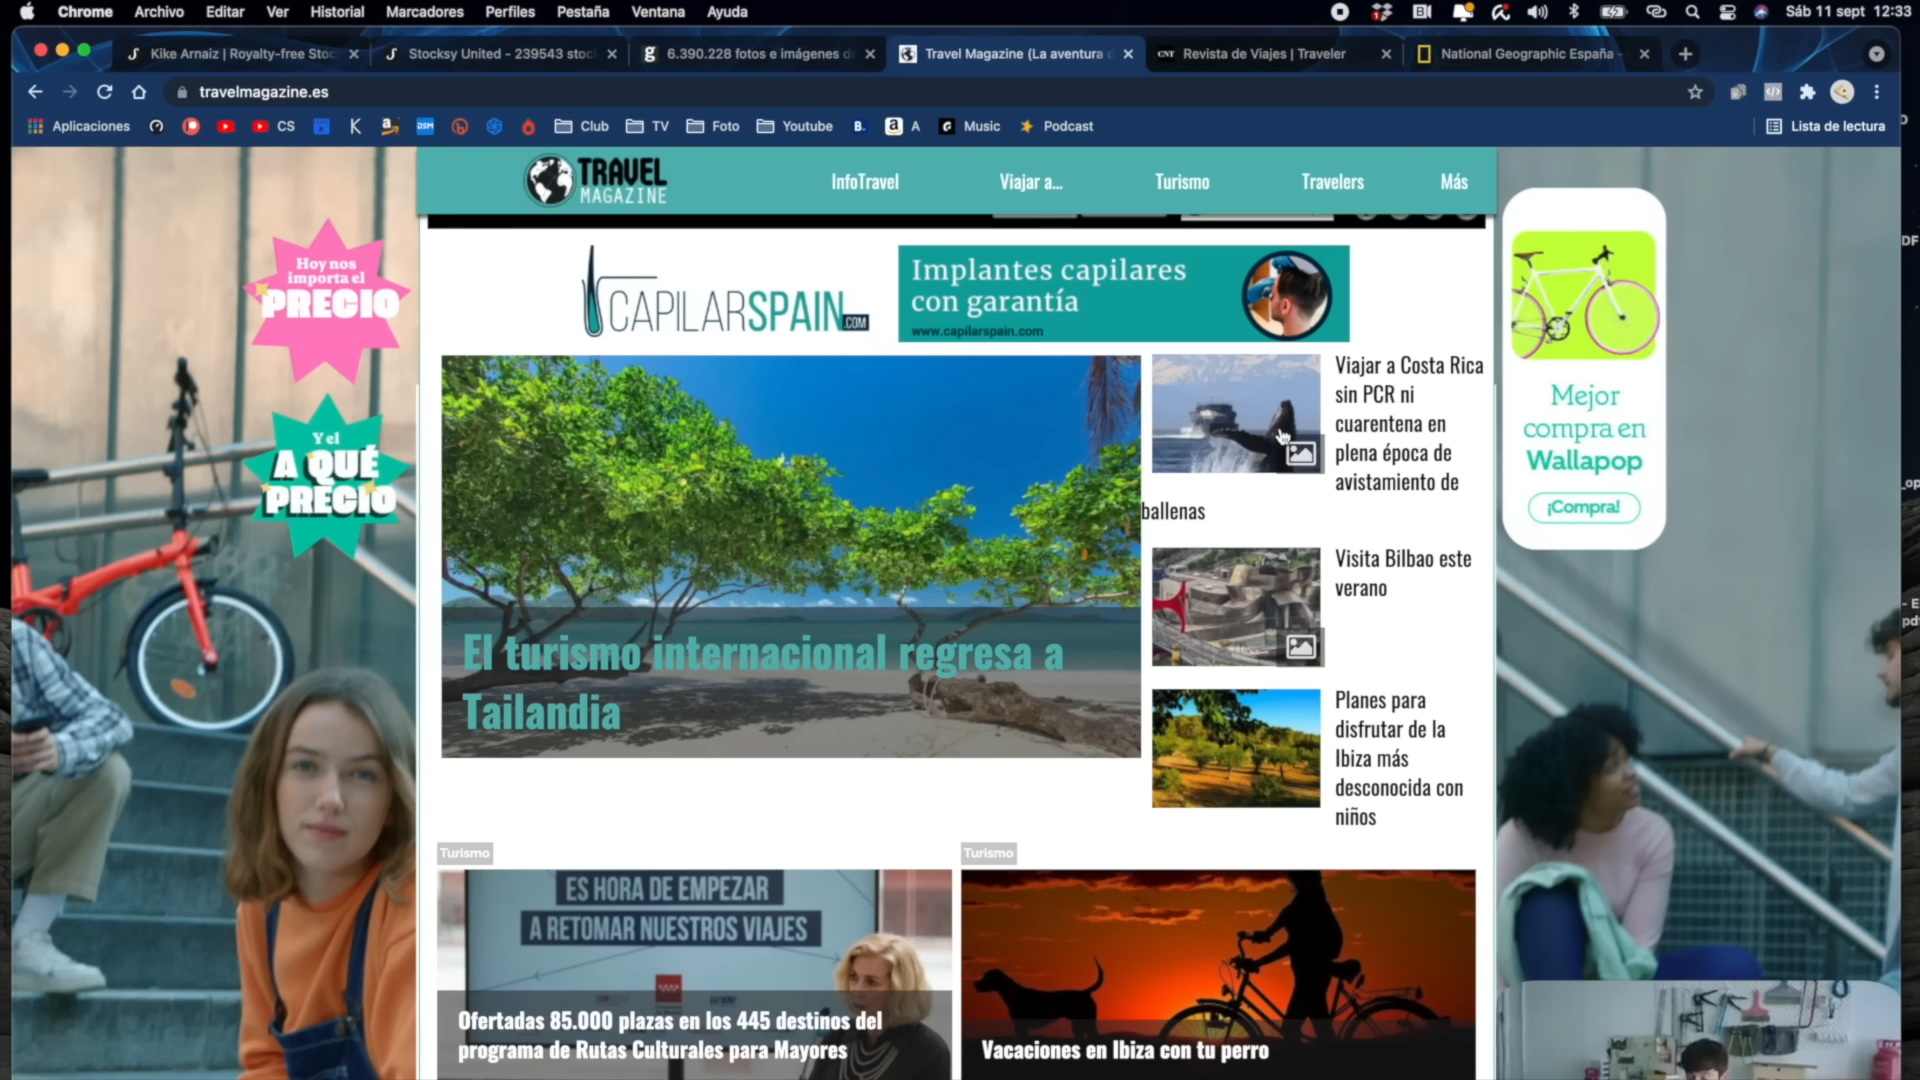 Chrome Archivo Editar Ver Historial Marcadores Perfiles Pestaña Ventana Ayuda
Sáb 11 sept 12:33
Kike Arnaiz | Royalty-free Stoc
Stocksy United - 239543 stoc
6.390.228 fotos e imágenes d
Travel Magazine (La aventura d
CNT Revista de Viajes | Traveler
National Geographic España -
travelmagazine.es
Aplicaciones
CS
DSM
Club
TV
Foto
Youtube
B.
a A
Music
Podcast
Lista de lectura
TRAVEL
MAGAZINE
InfoTravel
Viajar a...
Turismo
Travelers
Más
Hoy nos
importa el
PRECIO
Y el
A QUÉ
PRECIO
CAPILARSPAIN.COM
Implantes capilares
con garantía
www.capilarspain.com
El turismo internacional regresa a
Tailandia
Viajar a Costa Rica
sin PCR ni
cuarentena en
plena época de
avistamiento de
ballenas
Visita Bilbao este
verano
Planes para
disfrutar de la
Ibiza más
desconocida con
niños
Mejor
compra en
Wallapop
¡Compra!
Turismo
ES HORA DE EMPEZAR
A RETOMAR NUESTROS VIAJES
Ofertadas 85.000 plazas en los 445 destinos del
programa de Rutas Culturales para Mayores
Turismo
Vacaciones en Ibiza con tu perro